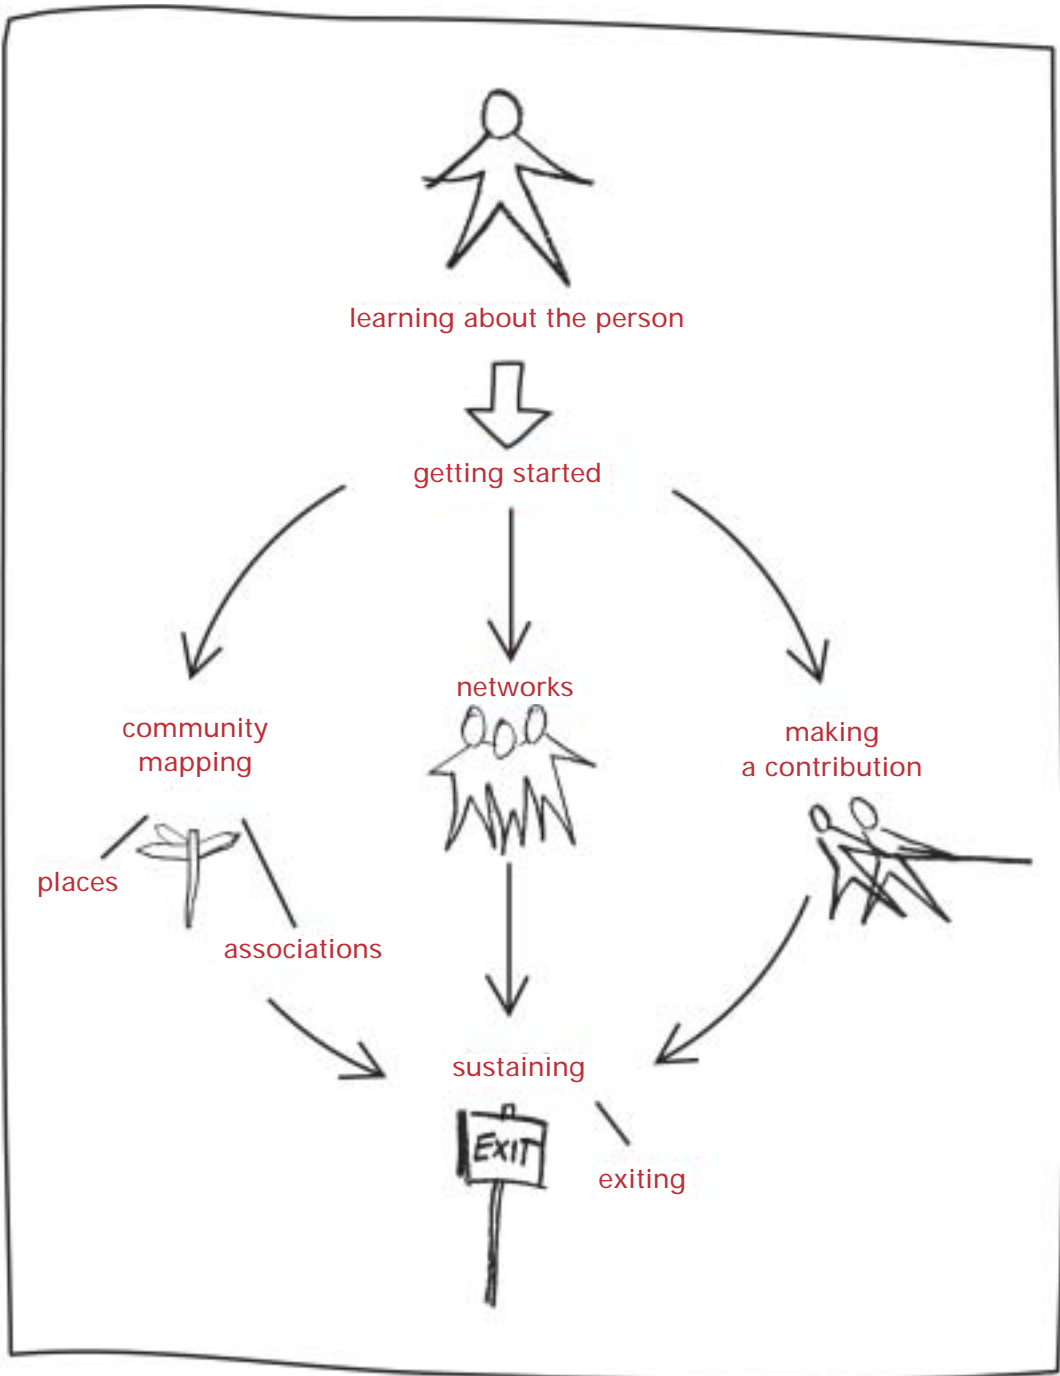 learning about the person
getting started
networks
community
mapping
making
a contribution
places
associations
sustaining
EXIT
exiting